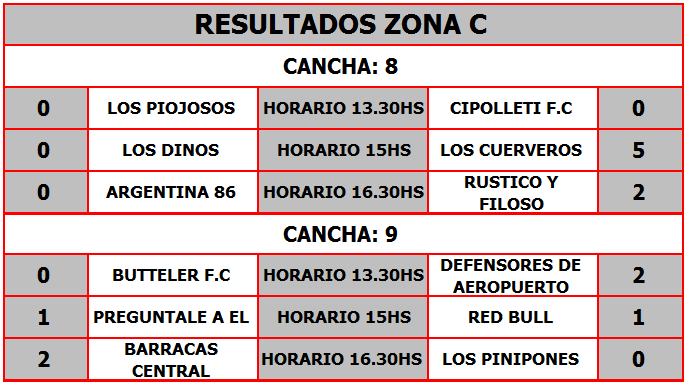 RESULTADOS ZONA C
CANCHA: 8
0 LOS PIOJOSOS HORARIO 13.30HS CIPOLLETI F.C 0
0 LOS DINOS HORARIO 15HS LOS CUERVEROS 5
0 ARGENTINA 86 HORARIO 16.30HS RUSTICO Y
FILOSO 2
CANCHA: 9
0 BUTTELER F.C HORARIO 13.30HS DEFENSORES DE
AEROPUERTO 2
1 PREGUNTALE A EL HORARIO 15HS RED BULL 1
2 BARRACAS
CENTRAL HORARIO 16.30HS LOS PINIPONES 0